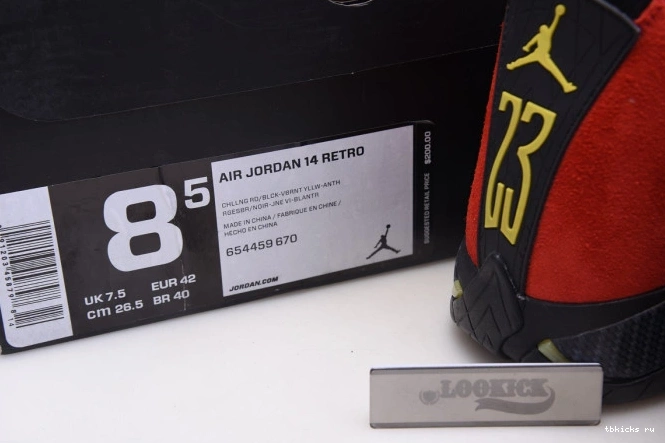 AIR JORDAN 14 RETRO
CHLLNG RD/BLCK-VBRNT YLLW-ANTH
RGESBR/NOIR-JNE VI-BLANTR
MADE IN CHINA / FABRIQUE EN CHINE /
HECHO EN CHINA
654459 670
JORDAN.COM
8 5
UK 7.5 EUR 42
cm 26.5 BR 40
SUGGESTED RETAIL PRICE $200.00
23
LOOKICK
tbkicks ru